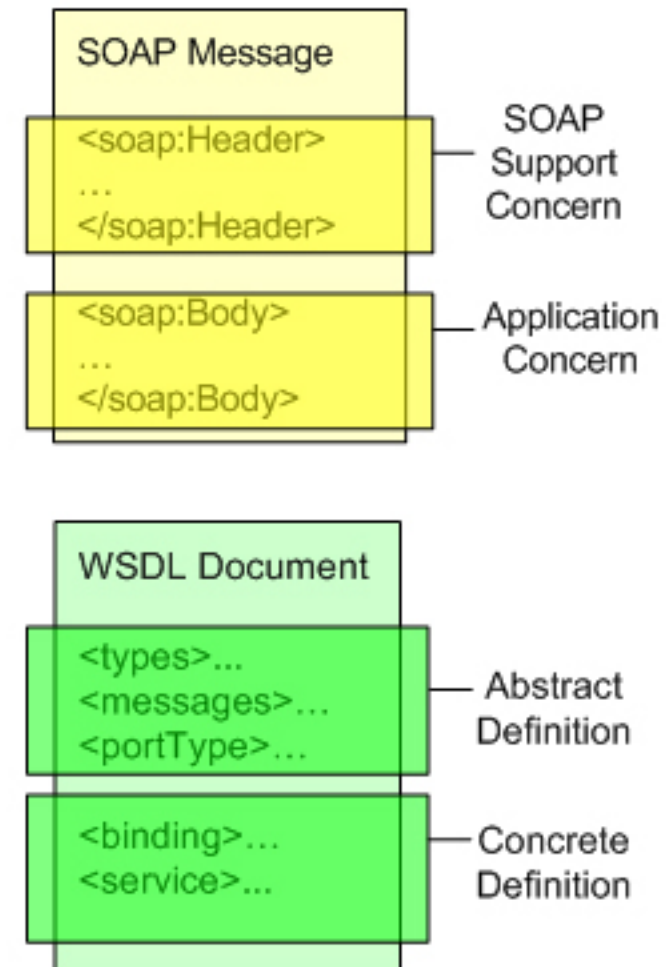 SOAP Message
<soap:Header>
...
</soap:Header>
SOAP
Support
Concern
<soap:Body>
...
</soap:Body>
Application
Concern
WSDL Document
<types>...
<messages>...
<portType>...
Abstract
Definition
<binding>...
<service>...
Concrete
Definition